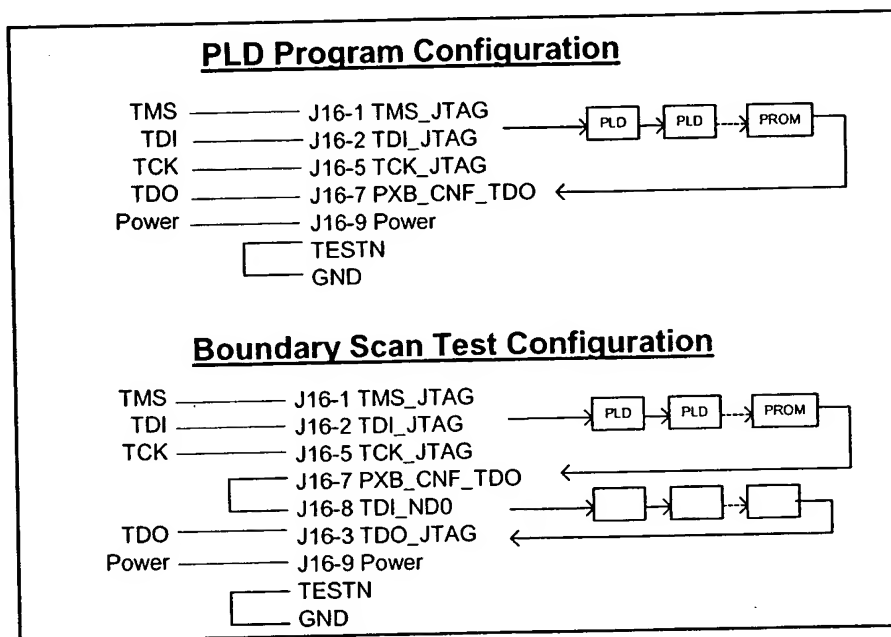 PLD Program Configuration
TMS J16-1 TMS_JTAG
TDI J16-2 TDI_JTAG PLD PLD PROM
TCK J16-5 TCK_JTAG
TDO J16-7 PXB_CNF_TDO
Power J16-9 Power
TESTN
GND
Boundary Scan Test Configuration
TMS J16-1 TMS_JTAG
TDI J16-2 TDI_JTAG PLD PLD PROM
TCK J16-5 TCK_JTAG
J16-7 PXB_CNF_TDO
J16-8 TDI_ND0
TDO J16-3 TDO_JTAG
Power J16-9 Power
TESTN
GND